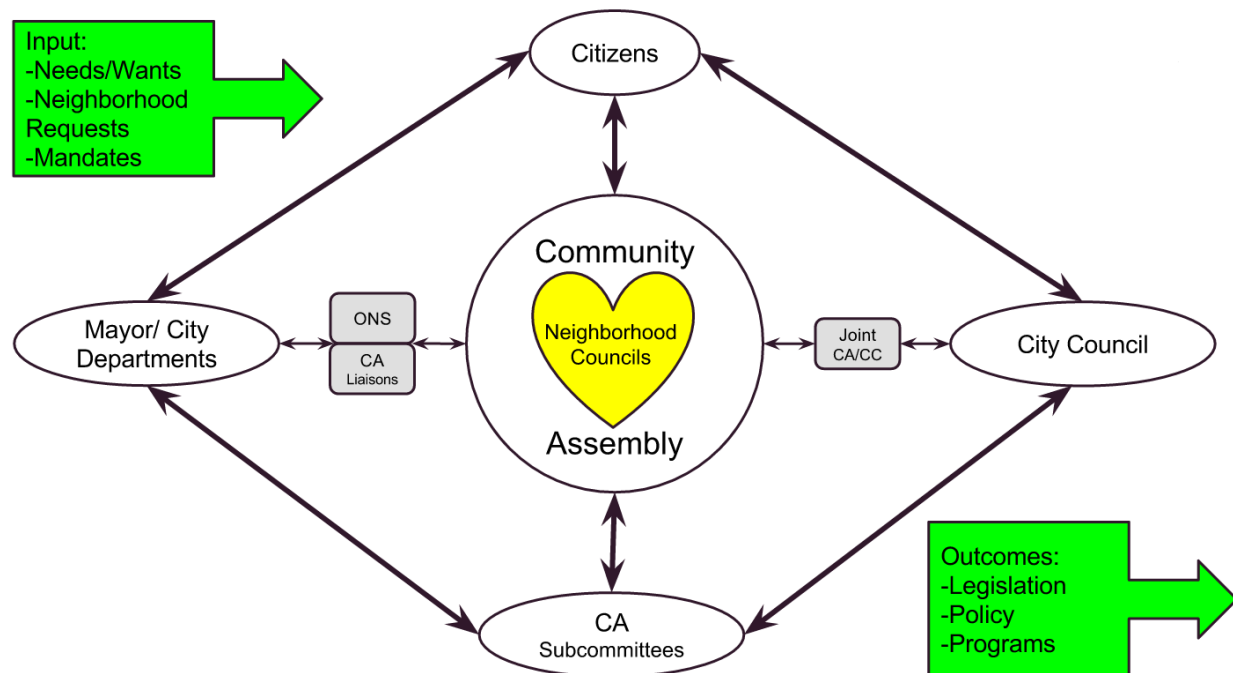 Input:
-Needs/Wants
-Neighborhood
Requests
-Mandates
Citizens
Community
Neighborhood
Councils
Assembly
Mayor/ City
Departments
ONS
CA
Liaisons
Joint
CA/CC
City Council
CA
Subcommittees
Outcomes:
-Legislation
-Policy
-Programs